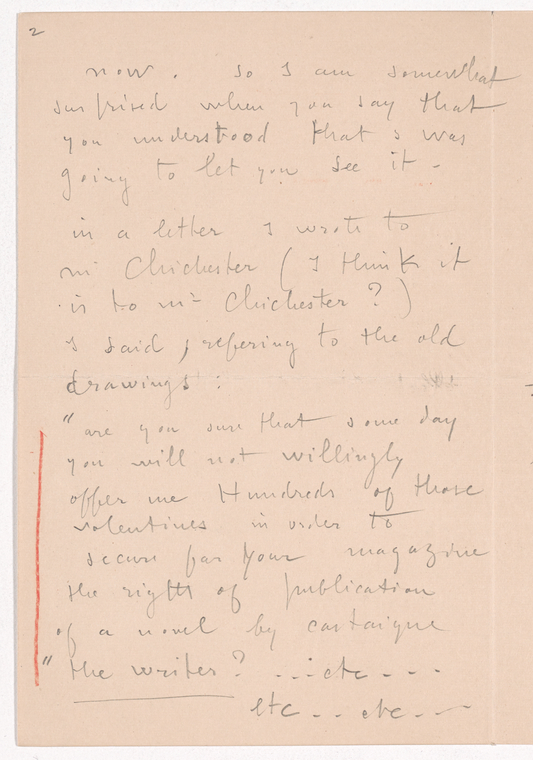 2
now. so I am somewhat
surprised when you say that
you understood that I was
going to let you see it -
in a letter I wrote to
mr Chichester (I think it
is to mr Chichester?)
I said, refering to the old
drawings :
"are you sure that some day
you will not willingly
offer me Hundreds of those
valentines in order to
secure for your magazine
the right of publication
of a novel by castaigne
" the writer? ...etc ---
etc -- etc ---